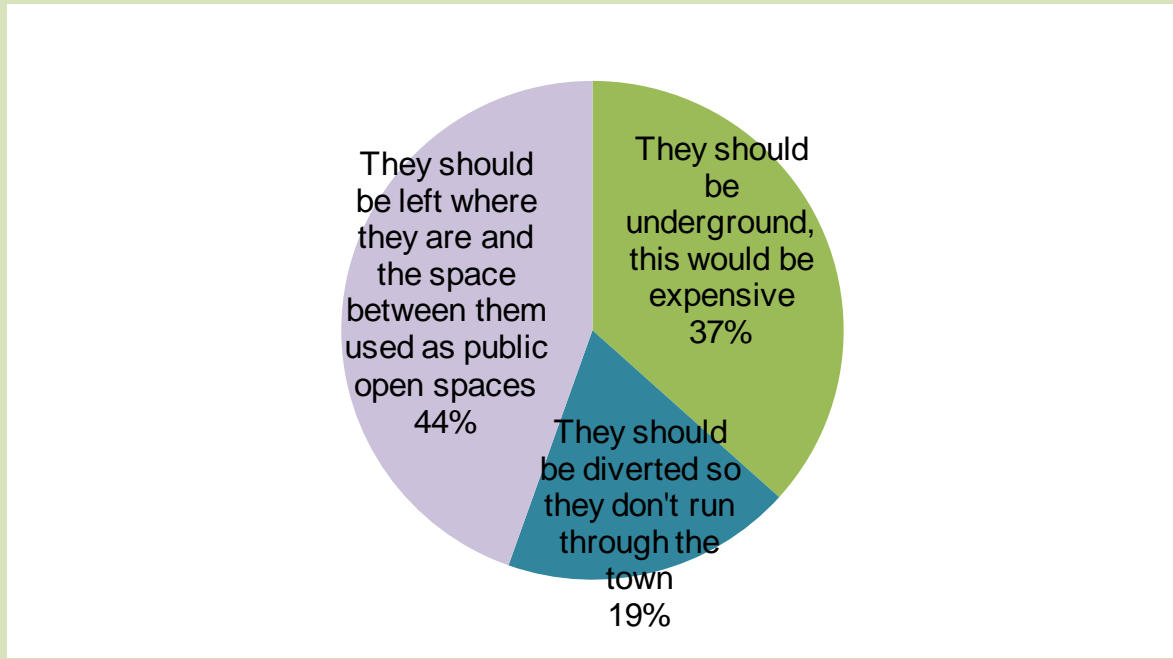 They should
be left where
they are and
the space
between them
used as public
open spaces
44%
They should
be
underground,
this would be
expensive
37%
They should
be diverted so
they don't run
through the
town
19%